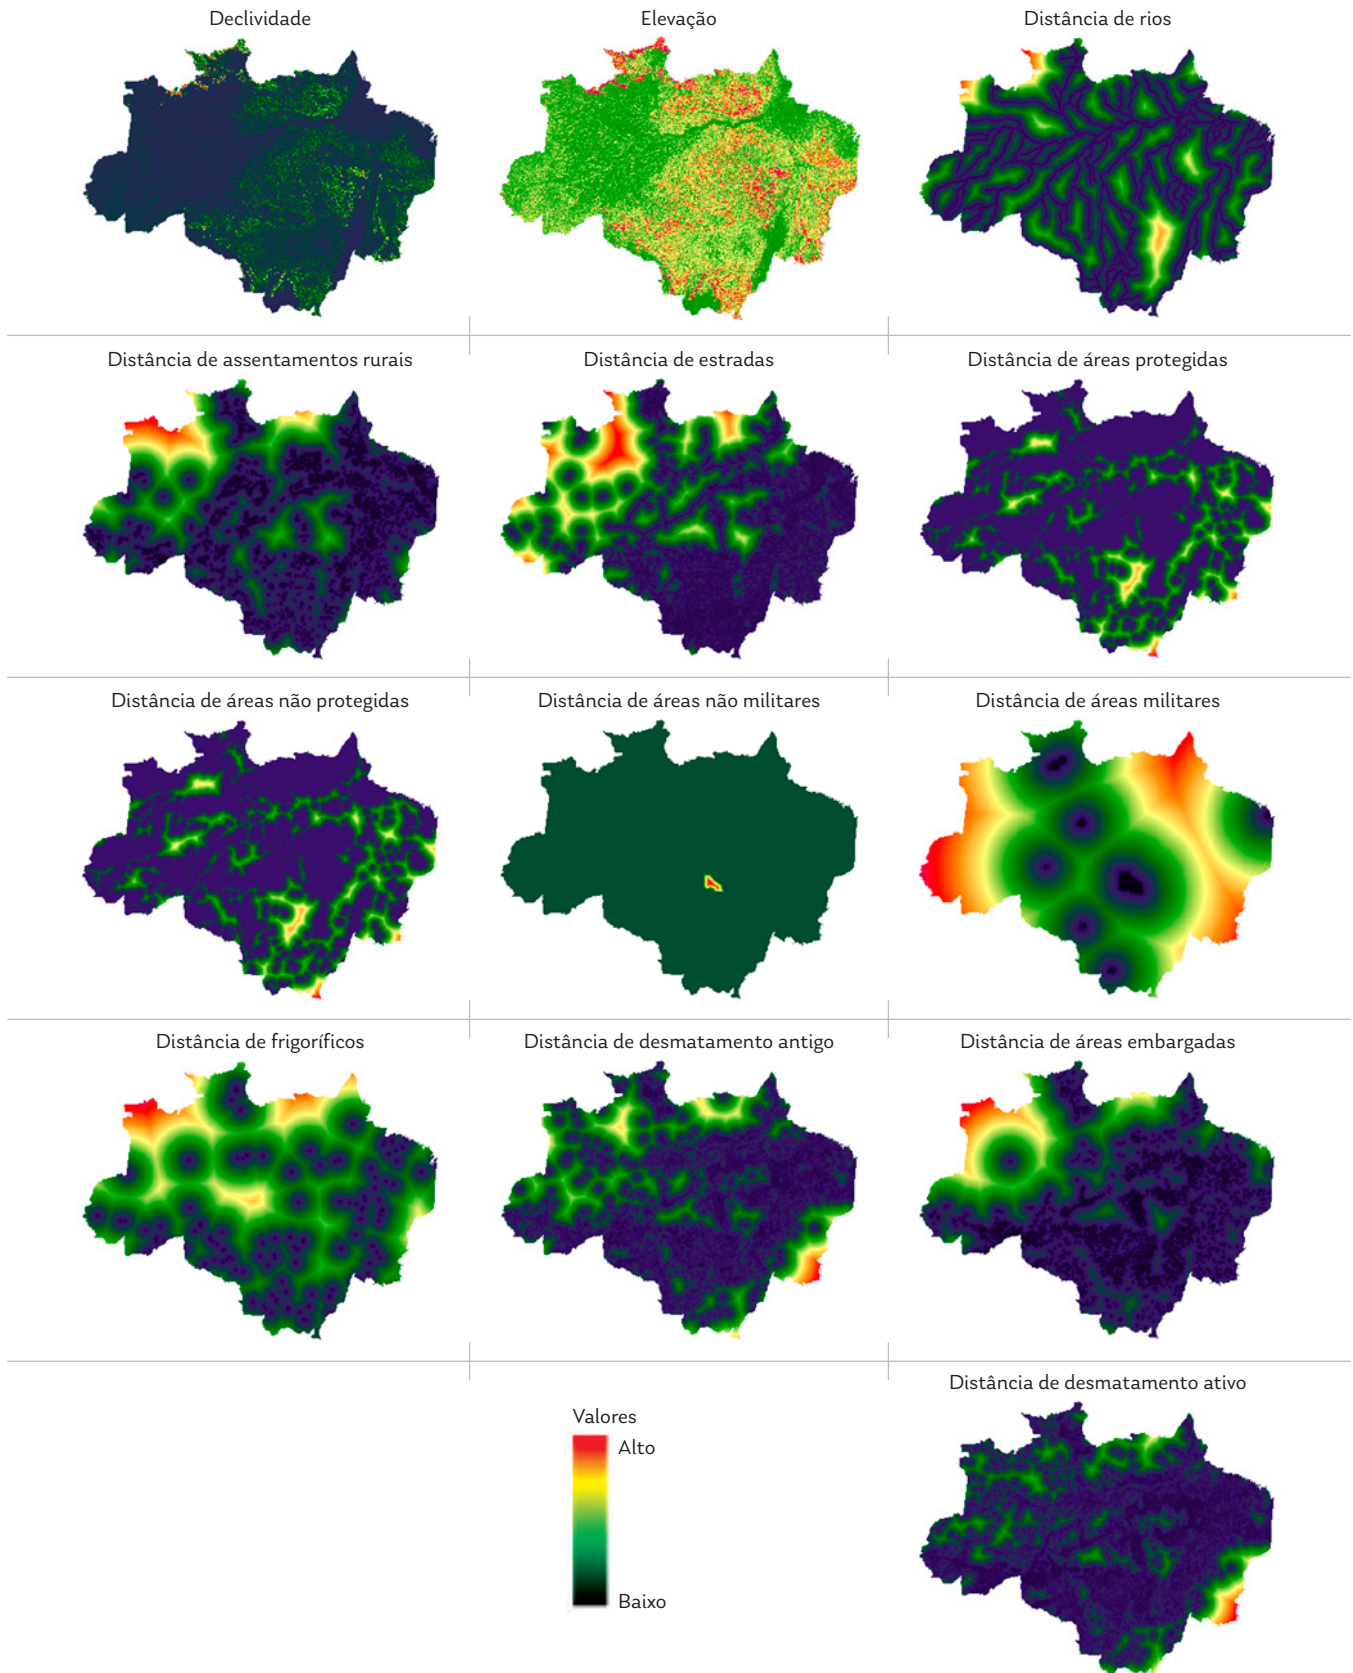 Declividade
Elevação
Distância de rios
Distância de assentamentos rurais
Distância de estradas
Distância de áreas protegidas
Distância de áreas não protegidas
Distância de áreas não militares
Distância de áreas militares
Distância de frigoríficos
Distância de desmatamento antigo
Distância de áreas embargadas
Distância de desmatamento ativo
Valores
Alto
Baixo